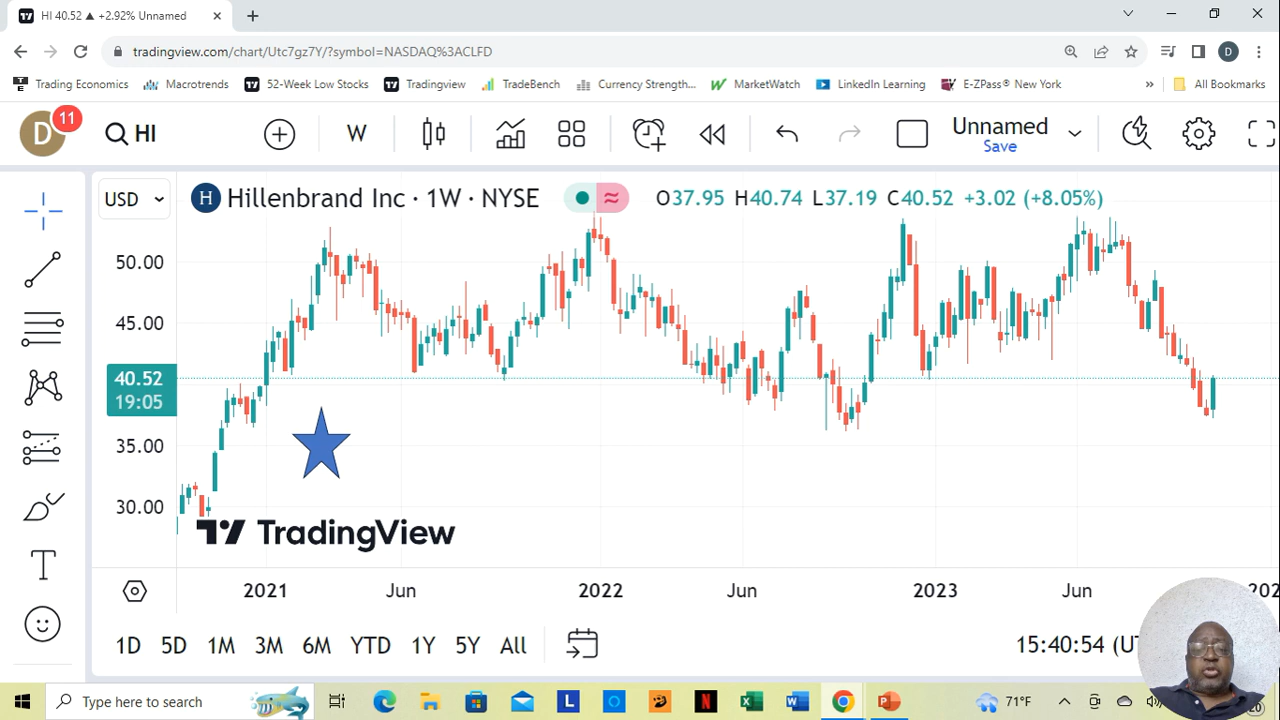 HI 40.52 ▲ +2.92% Unnamed
tradingview.com/chart/Utc7gz7Y/?symbol=NASDAQ%3ACLFD
D
Trading Economics
Macrotrends
52-Week Low Stocks
Tradingview
TradeBench
Currency Strength...
MarketWatch
LinkedIn Learning
E-ZPass® New York
»
All Bookmarks
D
11
HI
W
Unnamed
Save
USD
H
Hillenbrand Inc · 1W · NYSE
O37.95 H40.74 L37.19 C40.52 +3.02 (+8.05%)
50.00
45.00
40.52
19:05
35.00
30.00
TradingView
2021 Jun 2022 Jun 2023 Jun
1D 5D 1M 3M 6M YTD 1Y 5Y All
15:40:54 (UT
Type here to search
71°F